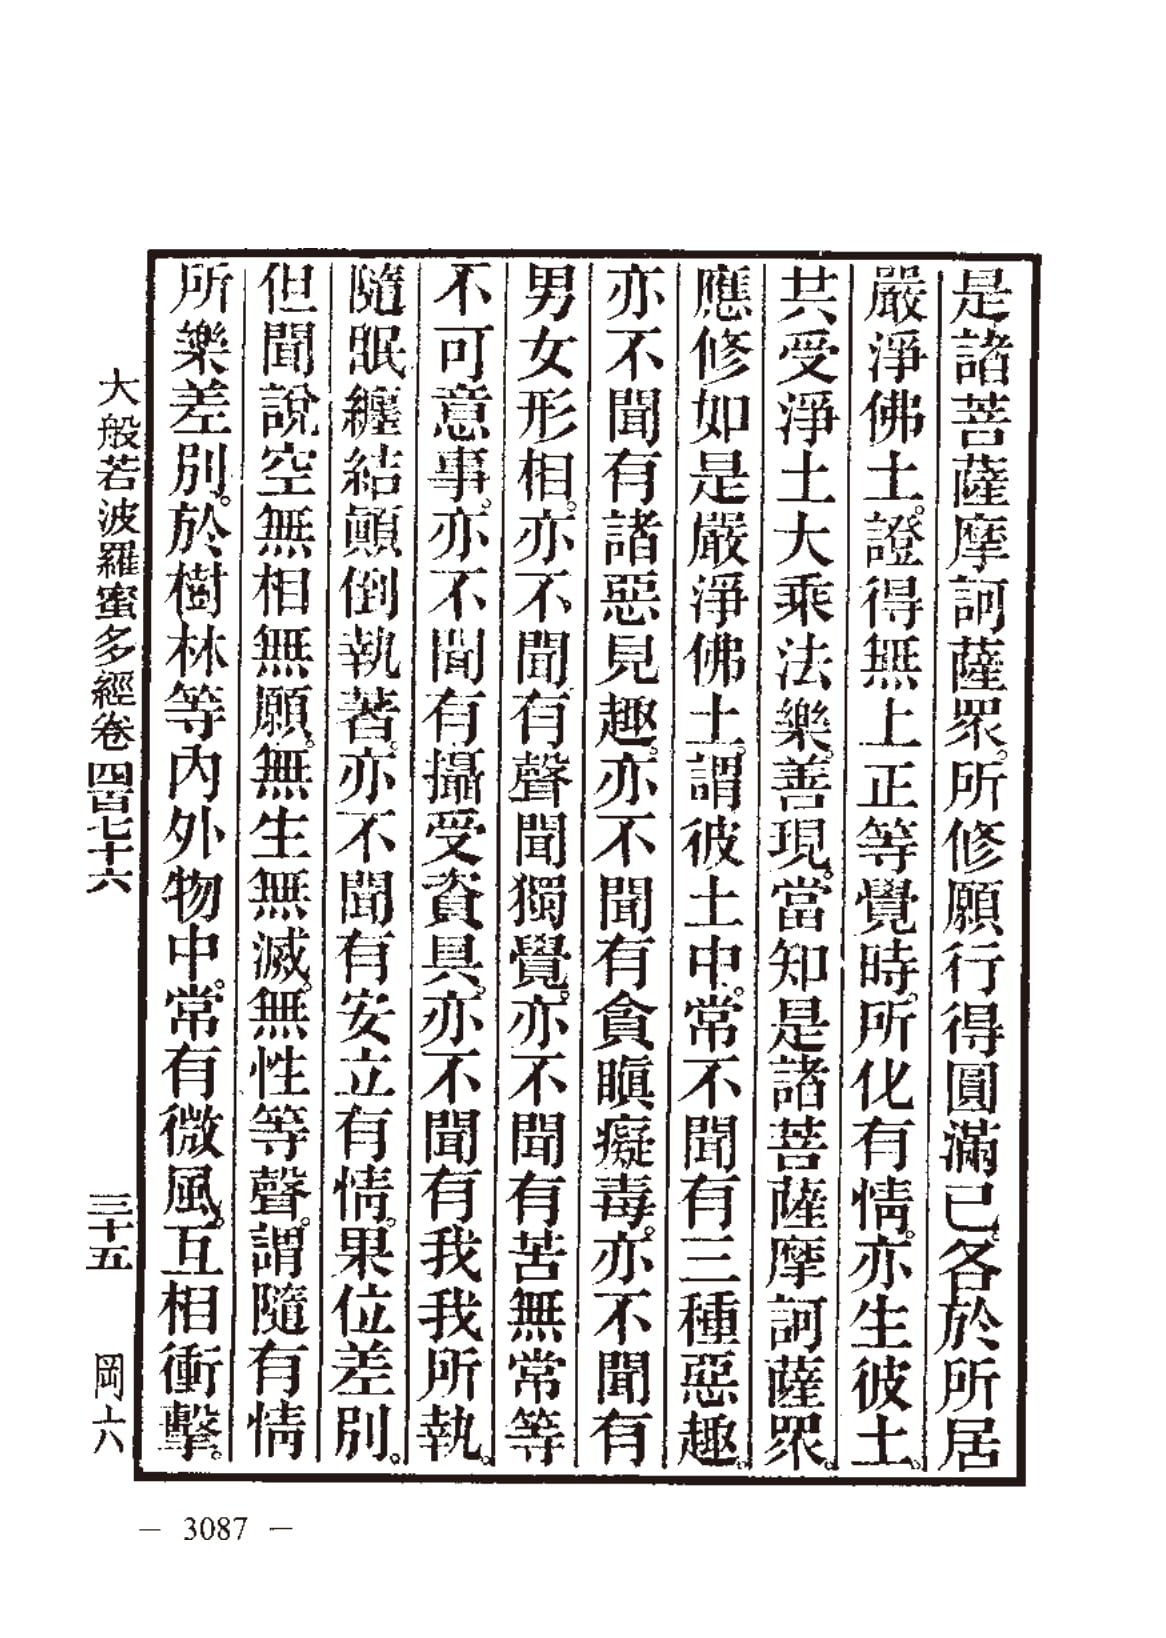 是諸菩薩摩訶薩眾。所修願行得圓滿已。各於所居
嚴淨佛土。證得無上正等覺時。所化有情。亦生彼土。
共受淨土大乘法樂。善現。當知是諸菩薩摩訶薩眾。
應修如是嚴淨佛土。謂彼土中。常不聞有三種惡趣。
亦不聞有諸惡見趣。亦不聞有貪瞋癡毒。亦不聞有
男女形相。亦不聞有聲聞獨覺。亦不聞有苦無常等
不可意事。亦不聞有攝受資具。亦不聞有我我所執。
隨眠纏結顛倒執著。亦不聞有安立有情。果位差別。
但聞說空無相無願。無生無滅。無性等聲。謂隨有情
所樂差別。於樹林等內外物中。常有微風。互相衝擊。
大般若波羅蜜多經卷四百七十六 三十五 岡六
— 3087 —